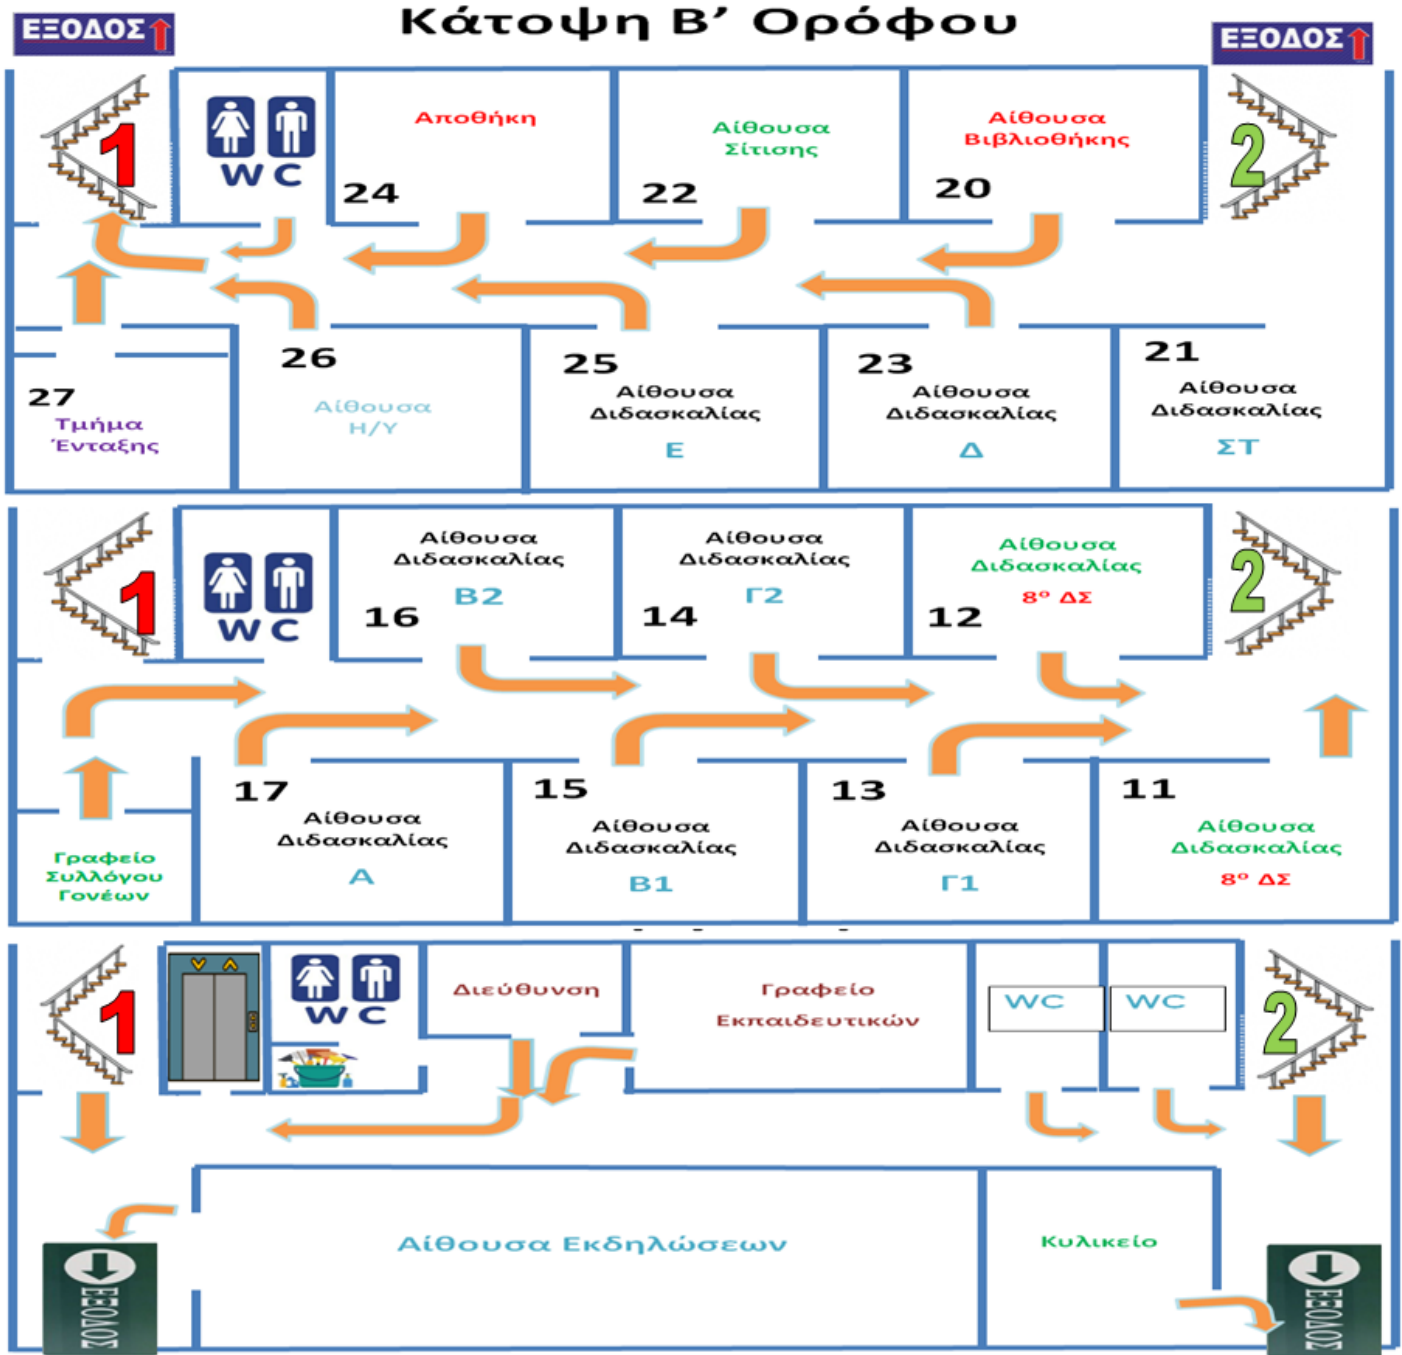 Κάτοψη Β’ Ορόφου
ΕΞΟΔΟΣ
ΕΞΟΔΟΣ
1
WC
Αποθήκη
24
Αίθουσα
Σίτισης
22
Αίθουσα
Βιβλιοθήκης
20
2
27
Τμήμα
Ένταξης
26
Αίθουσα
Η/Υ
25
Αίθουσα
Διδασκαλίας
Ε
23
Αίθουσα
Διδασκαλίας
Δ
21
Αίθουσα
Διδασκαλίας
ΣΤ
1
WC
Αίθουσα
Διδασκαλίας
Β2
16
Αίθουσα
Διδασκαλίας
Γ2
14
Αίθουσα
Διδασκαλίας
8ο ΔΣ
12
2
Γραφείο
Συλλόγου
Γονέων
17
Αίθουσα
Διδασκαλίας
Α
15
Αίθουσα
Διδασκαλίας
Β1
13
Αίθουσα
Διδασκαλίας
Γ1
11
Αίθουσα
Διδασκαλίας
8ο ΔΣ
1
WC
Διεύθυνση
Γραφείο
Εκπαιδευτικών
WC
WC
2
Αίθουσα Εκδηλώσεων
Κυλικείο
ΕΞΟΔΟΣ
ΕΞΟΔΟΣ